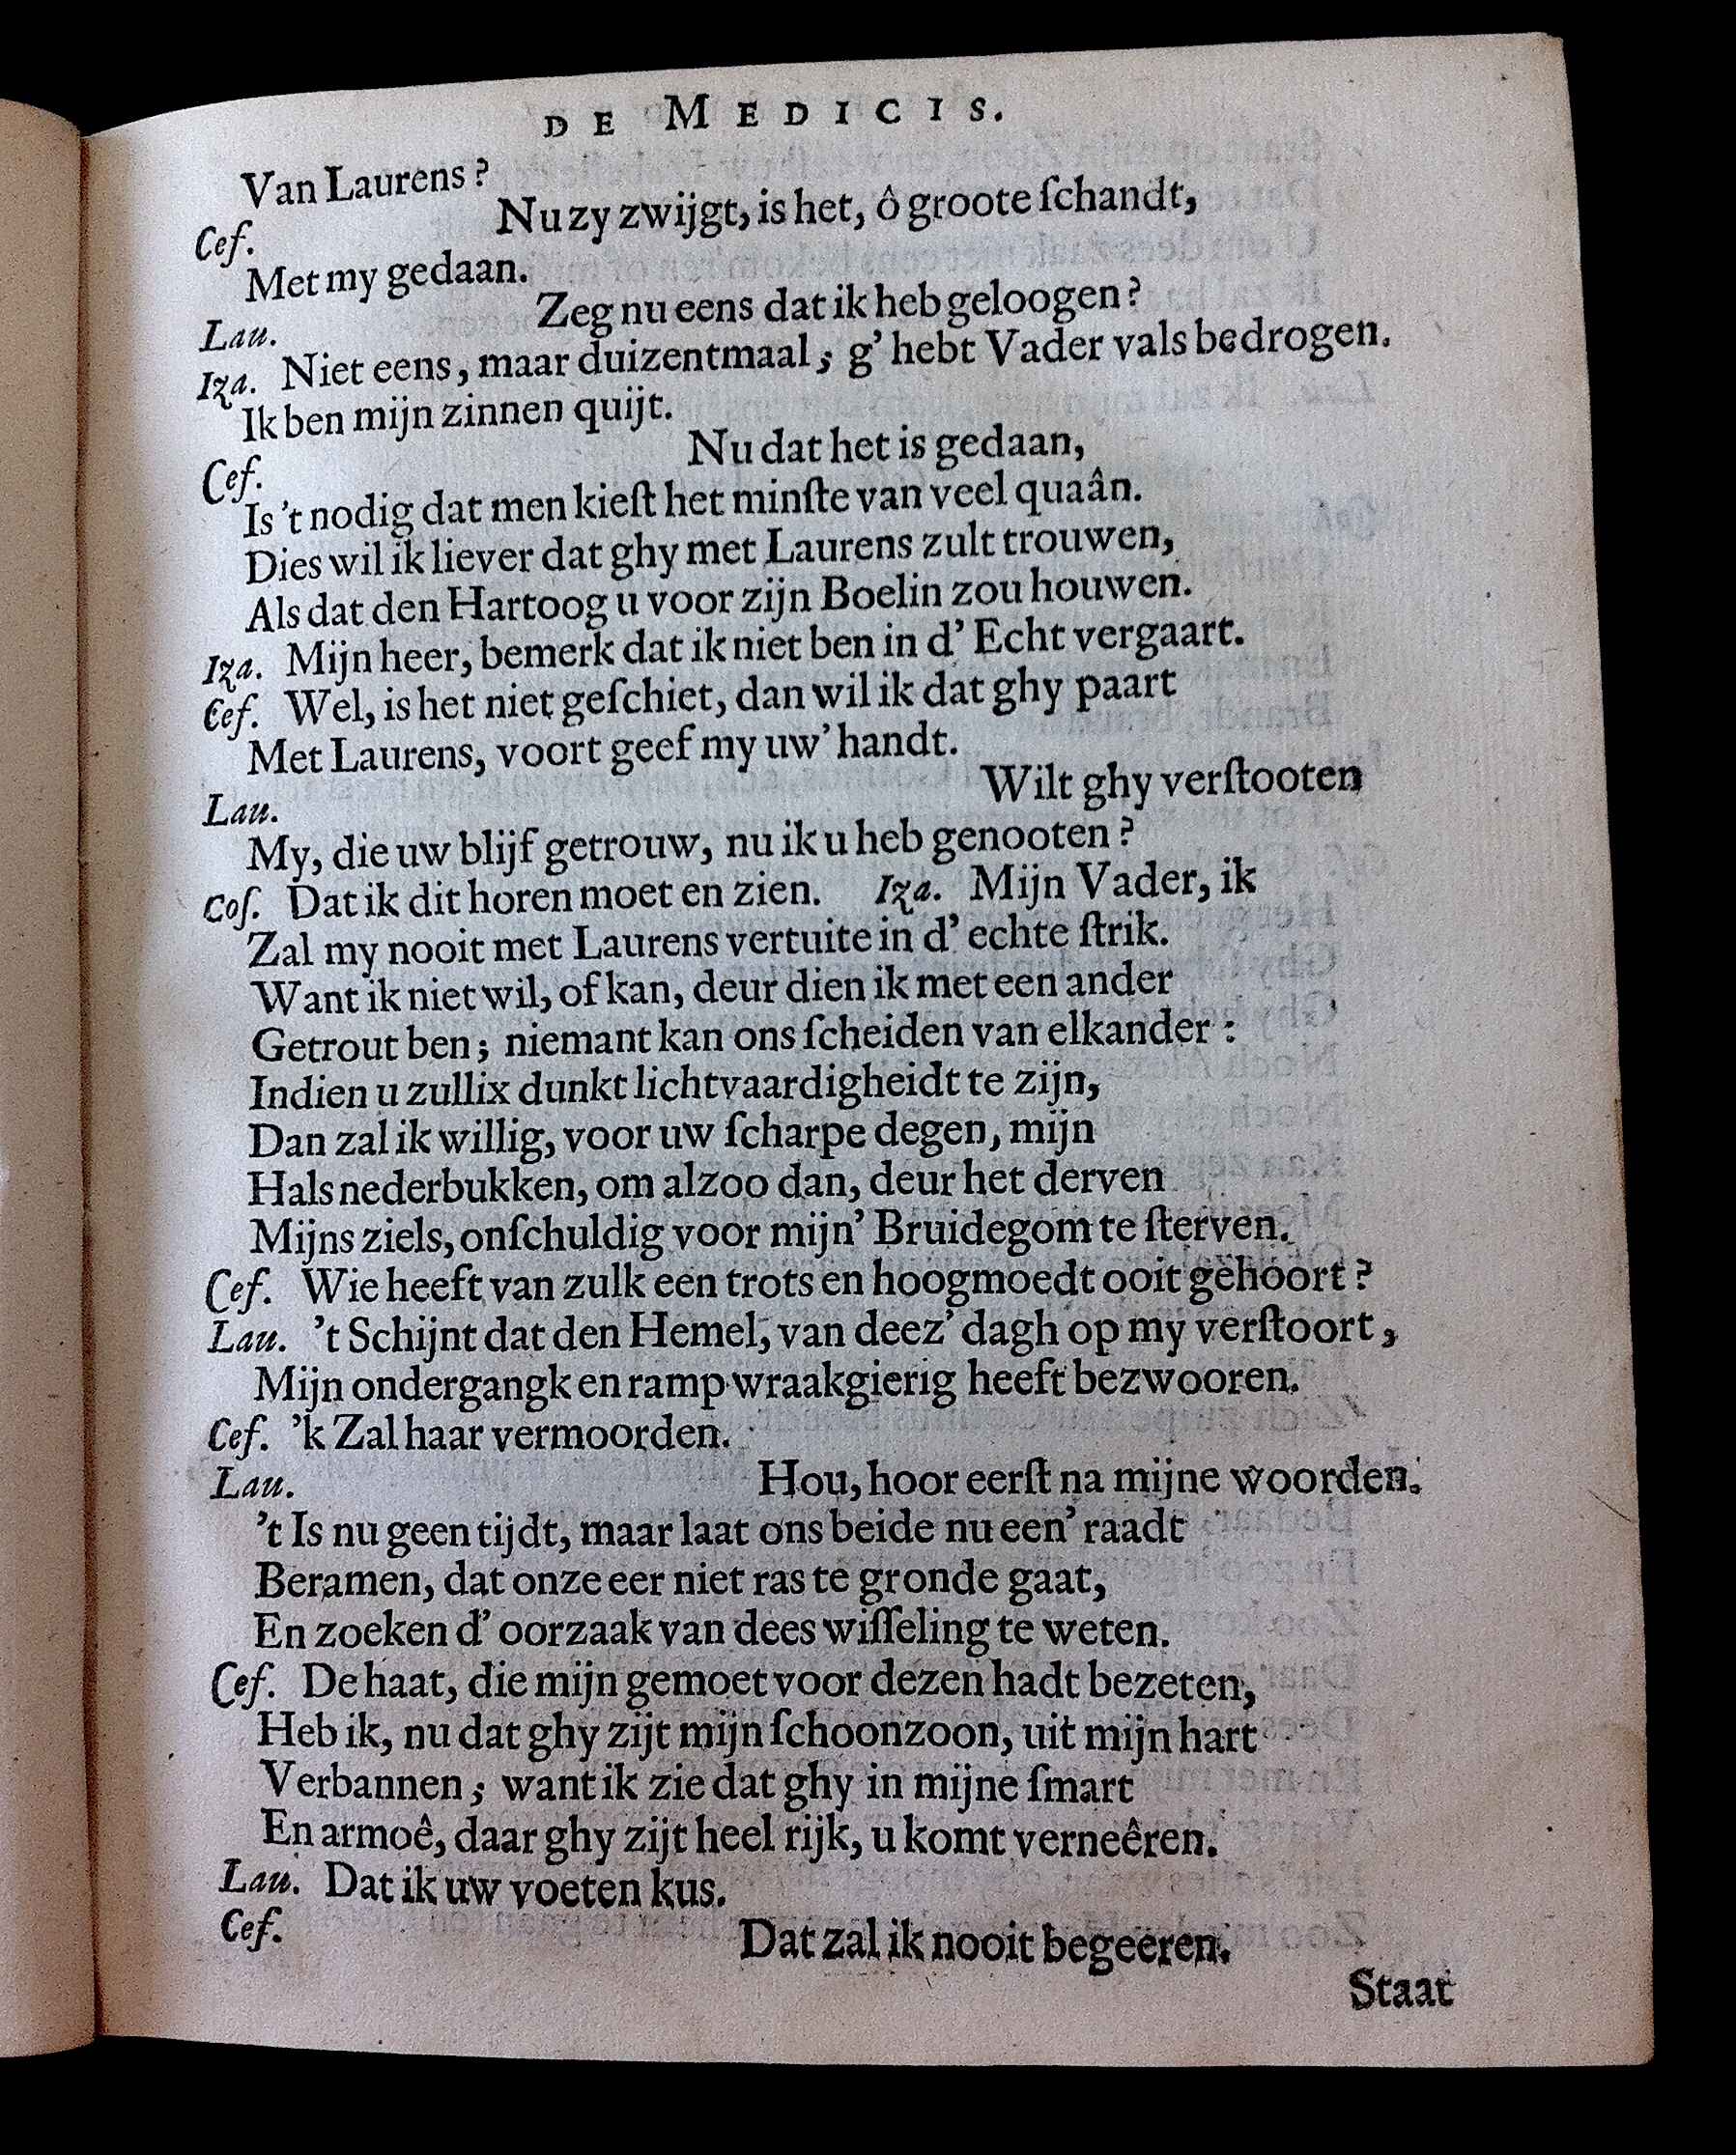 DE MEDICIS.
Van Laurens?
Cef. Nu zy zwijgt, is het, ô groote ſchandt,
Met my gedaan.
Lau. Zeg nu eens dat ik heb geloogen?
Iza. Niet eens, maar duizentmaal; g' hebt Vader vals bedrogen.
Ik ben mijn zinnen quijt.
Cef. Nu dat het is gedaan,
Is 't nodig dat men kieſt het minſte van veel quaân.
Dies wil ik liever dat ghy met Laurens zult trouwen,
Als dat den Hartoog u voor zijn Boelin zou houwen.
Iza. Mijn heer, bemerk dat ik niet ben in d' Echt vergaart.
Cef. Wel, is het niet geſchiet, dan wil ik dat ghy paart
Met Laurens, voort geef my uw' handt.
Lau. Wilt ghy verſtooten
My, die uw blijf getrouw, nu ik u heb genooten?
Coſ. Dat ik dit horen moet en zien. Iza. Mijn Vader, ik
Zal my nooit met Laurens vertuite in d' echte ſtrik.
Want ik niet wil, of kan, deur dien ik met een ander
Getrout ben; niemant kan ons ſcheiden van elkander:
Indien u zullix dunkt lichtvaardigheidt te zijn,
Dan zal ik willig, voor uw ſcharpe degen, mijn
Hals nederbukken, om alzoo dan, deur het derven
Mijns ziels, onſchuldig voor mijn' Bruidegom te ſterven.
Cef. Wie heeft van zulk een trots en hoogmoedt ooit gehoort?
Lau. 't Schijnt dat den Hemel, van deez' dagh op my verſtoort,
Mijn ondergangk en ramp wraakgierig heeft bezwooren.
Cef. 'k Zal haar vermoorden.
Lau. Hou, hoor eerſt na mijne woorden.
't Is nu geen tijdt, maar laat ons beide nu een' raadt
Beramen, dat onze eer niet ras te gronde gaat,
En zoeken d' oorzaak van dees wiſſeling te weten.
Cef. De haat, die mijn gemoet voor dezen hadt bezeten,
Heb ik, nu dat ghy zijt mijn ſchoonzoon, uit mijn hart
Verbannen; want ik zie dat ghy in mijne ſmart
En armoê, daar ghy zijt heel rijk, u komt verneêren.
Lau. Dat ik uw voeten kus.
Cef. Dat zal ik nooit begeeren.
Staat